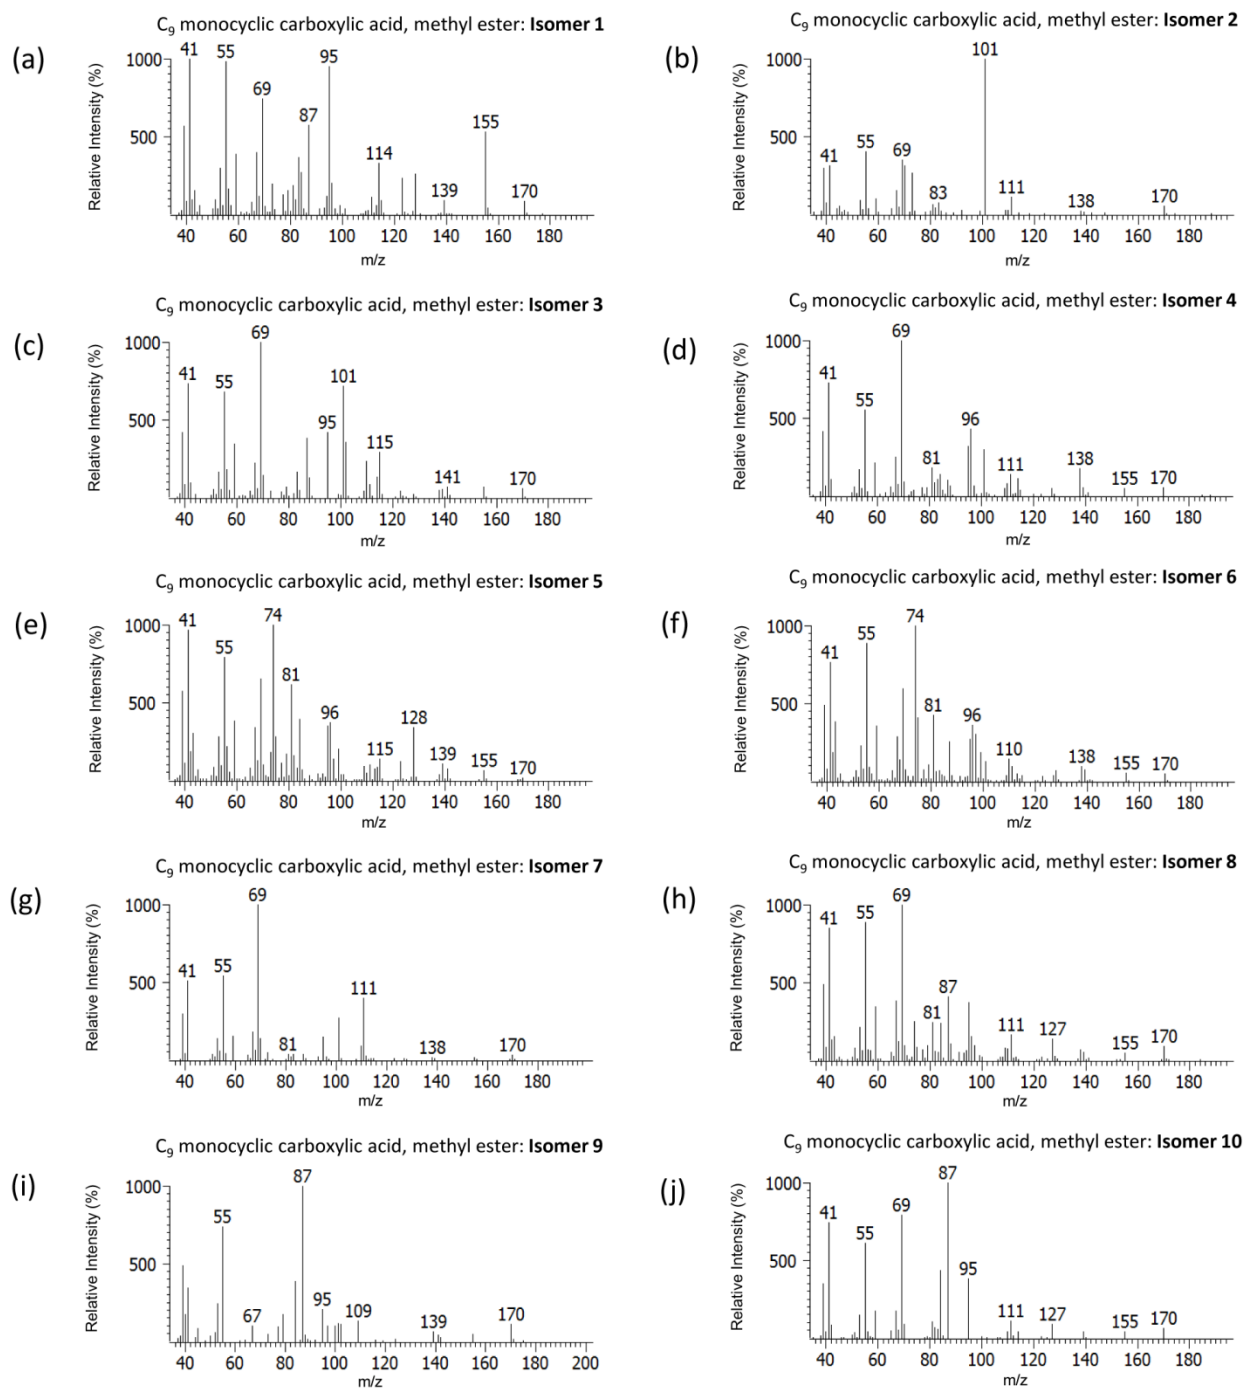 C₉ monocyclic carboxylic acid, methyl ester: Isomer 1
(a)
Relative Intensity (%)
1000
500
41
55
69
87
95
114
139
155
170
40 60 80 100 120 140 160 180
m/z
C₉ monocyclic carboxylic acid, methyl ester: Isomer 2
(b)
Relative Intensity (%)
1000
500
41
55
69
83
101
111
138
170
40 60 80 100 120 140 160 180
m/z
C₉ monocyclic carboxylic acid, methyl ester: Isomer 3
(c)
Relative Intensity (%)
1000
500
41
55
69
95
101
115
141
170
40 60 80 100 120 140 160 180
m/z
C₉ monocyclic carboxylic acid, methyl ester: Isomer 4
(d)
Relative Intensity (%)
1000
500
41
55
69
81
96
111
138
155
170
40 60 80 100 120 140 160 180
m/z
C₉ monocyclic carboxylic acid, methyl ester: Isomer 5
(e)
Relative Intensity (%)
1000
500
41
55
74
81
96
115
128
139
155
170
40 60 80 100 120 140 160 180
m/z
C₉ monocyclic carboxylic acid, methyl ester: Isomer 6
(f)
Relative Intensity (%)
1000
500
41
55
74
81
96
110
138
155
170
40 60 80 100 120 140 160 180
m/z
C₉ monocyclic carboxylic acid, methyl ester: Isomer 7
(g)
Relative Intensity (%)
1000
500
41
55
69
81
111
138
170
40 60 80 100 120 140 160 180
m/z
C₉ monocyclic carboxylic acid, methyl ester: Isomer 8
(h)
Relative Intensity (%)
1000
500
41
55
69
81
87
111
127
155
170
40 60 80 100 120 140 160 180
m/z
C₉ monocyclic carboxylic acid, methyl ester: Isomer 9
(i)
Relative Intensity (%)
1000
500
55
67
87
95
109
139
170
40 60 80 100 120 140 160 180 200
m/z
C₉ monocyclic carboxylic acid, methyl ester: Isomer 10
(j)
Relative Intensity (%)
1000
500
41
55
69
87
95
111
127
155
170
40 60 80 100 120 140 160 180
m/z